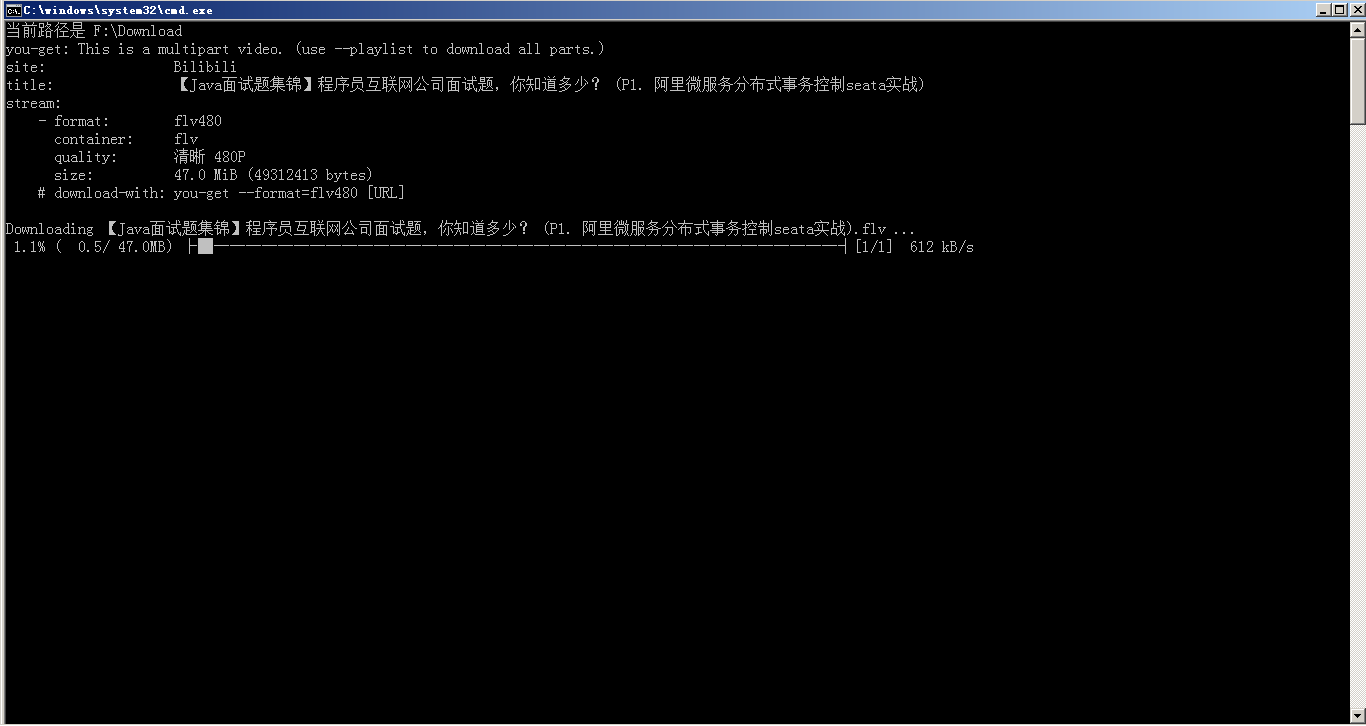 C:\windows\system32\cmd.exe
当前路径是 F:\Download
you-get: This is a multipart video. (use --playlist to download all parts.)
site: Bilibili
title: 【Java面试题集锦】程序员互联网公司面试题，你知道多少？ (P1. 阿里微服务分布式事务控制seata实战)
stream:
- format: flv480
container: flv
quality: 清晰 480P
size: 47.0 MiB (49312413 bytes)
# download-with: you-get --format=flv480 [URL]
Downloading 【Java面试题集锦】程序员互联网公司面试题，你知道多少？ (P1. 阿里微服务分布式事务控制seata实战).flv ...
1.1% ( 0.5/ 47.0MB) ├█─────────────────────────────────────────┤[1/1] 612 kB/s